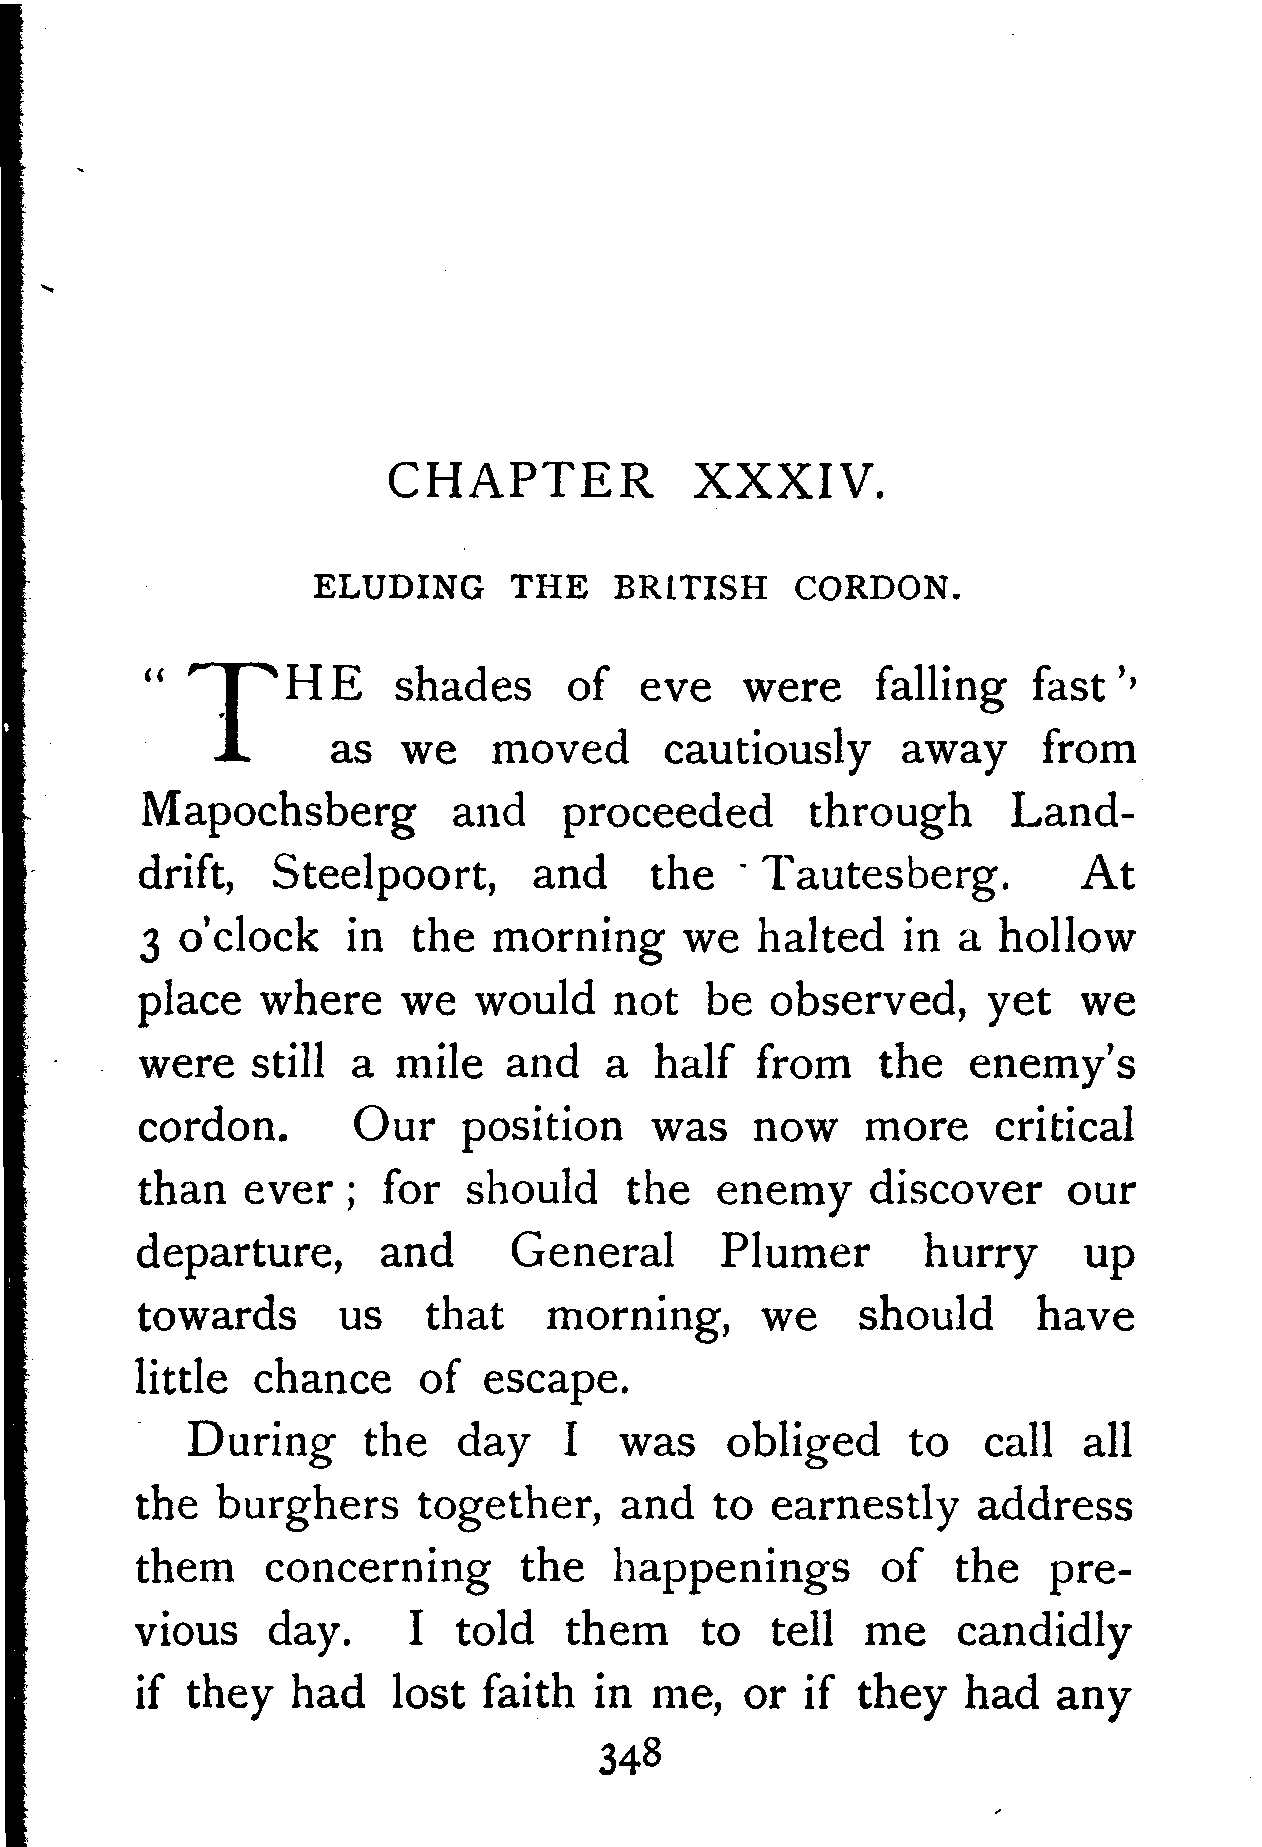 CHAPTER XXXIV.
ELUDING THE BRITISH CORDON.
" THE shades of eve were falling fast "
as we moved cautiously away from
Mapochsberg and proceeded through Land-
drift, Steelpoort, and the Tautesberg. At
3 o'clock in the morning we halted in a hollow
place where we would not be observed, yet we
were still a mile and a half from the enemy's
cordon. Our position was now more critical
than ever ; for should the enemy discover our
departure, and General Plumer hurry up
towards us that morning, we should have
little chance of escape.
During the day I was obliged to call all
the burghers together, and to earnestly address
them concerning the happenings of the pre-
vious day. I told them to tell me candidly
if they had lost faith in me, or if they had any
348